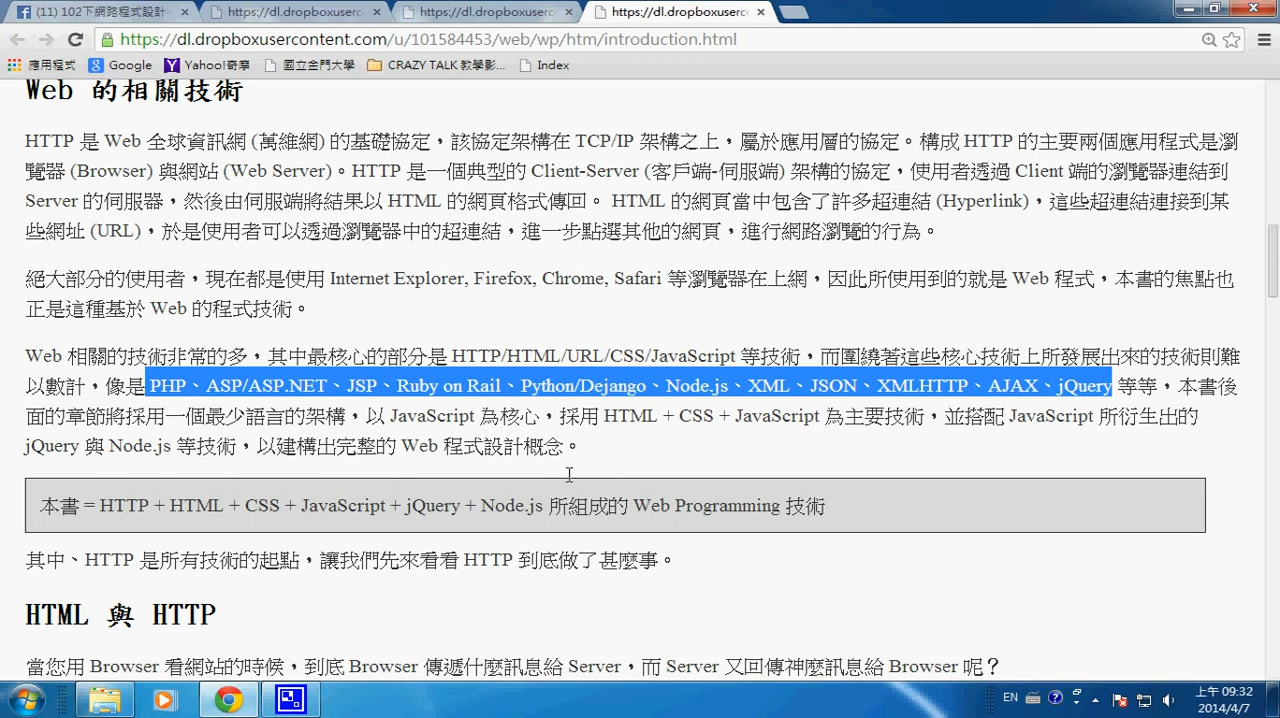 (11) 102下網路程式設計-
https://dl.dropboxuserc
https://dl.dropboxuserc
https://dl.dropboxuserc
https://dl.dropboxusercontent.com/u/101584453/web/wp/htm/introduction.html
應用程式 Google Yahoo!奇摩 國立金門大學 CRAZY TALK 教學影... Index
Web 的相關技術
HTTP 是 Web 全球資訊網 (萬維網) 的基礎協定，該協定架構在 TCP/IP 架構之上，屬於應用層的協定。構成 HTTP 的主要兩個應用程式是瀏
覽器 (Browser) 與網站 (Web Server)。HTTP 是一個典型的 Client-Server (客戶端-伺服端) 架構的協定，使用者透過 Client 端的瀏覽器連結到
Server 的伺服器，然後由伺服端將結果以 HTML 的網頁格式傳回。 HTML 的網頁當中包含了許多超連結 (Hyperlink)，這些超連結連接到某
些網址 (URL)，於是使用者可以透過瀏覽器中的超連結，進一步點選其他的網頁，進行網路瀏覽的行為。
絕大部分的使用者，現在都是使用 Internet Explorer, Firefox, Chrome, Safari 等瀏覽器在上網，因此所使用到的就是 Web 程式，本書的焦點也
正是這種基於 Web 的程式技術。
Web 相關的技術非常的多，其中最核心的部分是 HTTP/HTML/URL/CSS/JavaScript 等技術，而圍繞著這些核心技術上所發展出來的技術則難
以數計，像是 PHP、ASP/ASP.NET、JSP、Ruby on Rail、Python/Dejango、Node.js、XML、JSON、XMLHTTP、AJAX、jQuery 等等，本書後
面的章節將採用一個最少語言的架構，以 JavaScript 為核心，採用 HTML + CSS + JavaScript 為主要技術，並搭配 JavaScript 所衍生出的
jQuery 與 Node.js 等技術，以建構出完整的 Web 程式設計概念。
本書 = HTTP + HTML + CSS + JavaScript + jQuery + Node.js 所組成的 Web Programming 技術
其中、HTTP 是所有技術的起點，讓我們先來看看 HTTP 到底做了甚麼事。
HTML 與 HTTP
當您用 Browser 看網站的時候，到底 Browser 傳遞什麼訊息給 Server，而 Server 又回傳神麼訊息給 Browser 呢？
EN
上午 09:32
2014/4/7